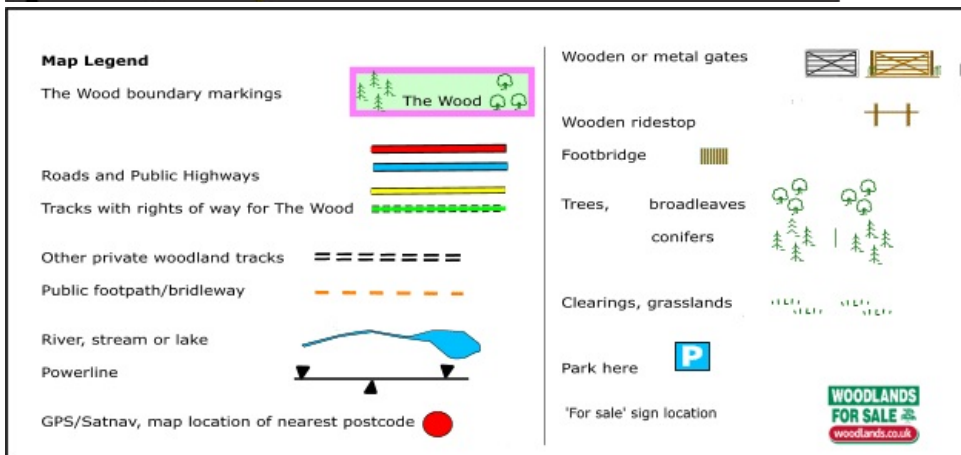 Map Legend
The Wood boundary markings
The Wood
Roads and Public Highways
Tracks with rights of way for The Wood
Other private woodland tracks
Public footpath/bridleway
River, stream or lake
Powerline
GPS/Satnav, map location of nearest postcode
Wooden or metal gates
Wooden ridestop
Footbridge
Trees, broadleaves
conifers
Clearings, grasslands
Park here
P
'For sale' sign location
WOODLANDS
FOR SALE
woodlands.co.uk